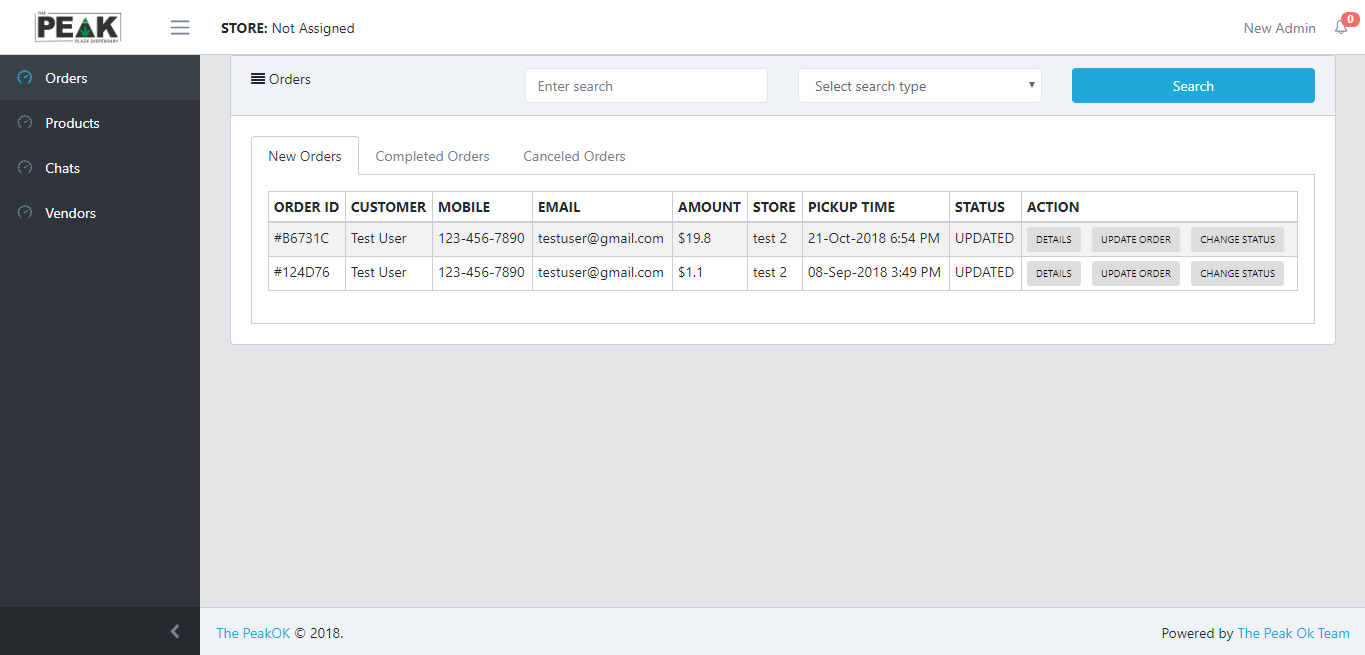 THE
PEAK
PLAZA DISPENSARY
STORE: Not Assigned
New Admin
0
Orders
Products
Chats
Vendors
Orders
Enter search
Select search type
Search
New Orders
Completed Orders
Canceled Orders
ORDER ID CUSTOMER MOBILE EMAIL AMOUNT STORE PICKUP TIME STATUS ACTION
#B6731C Test User 123-456-7890 testuser@gmail.com $19.8 test 2 21-Oct-2018 6:54 PM UPDATED DETAILS UPDATE ORDER CHANGE STATUS
#124D76 Test User 123-456-7890 testuser@gmail.com $1.1 test 2 08-Sep-2018 3:49 PM UPDATED DETAILS UPDATE ORDER CHANGE STATUS
The PeakOK © 2018.
Powered by The Peak Ok Team